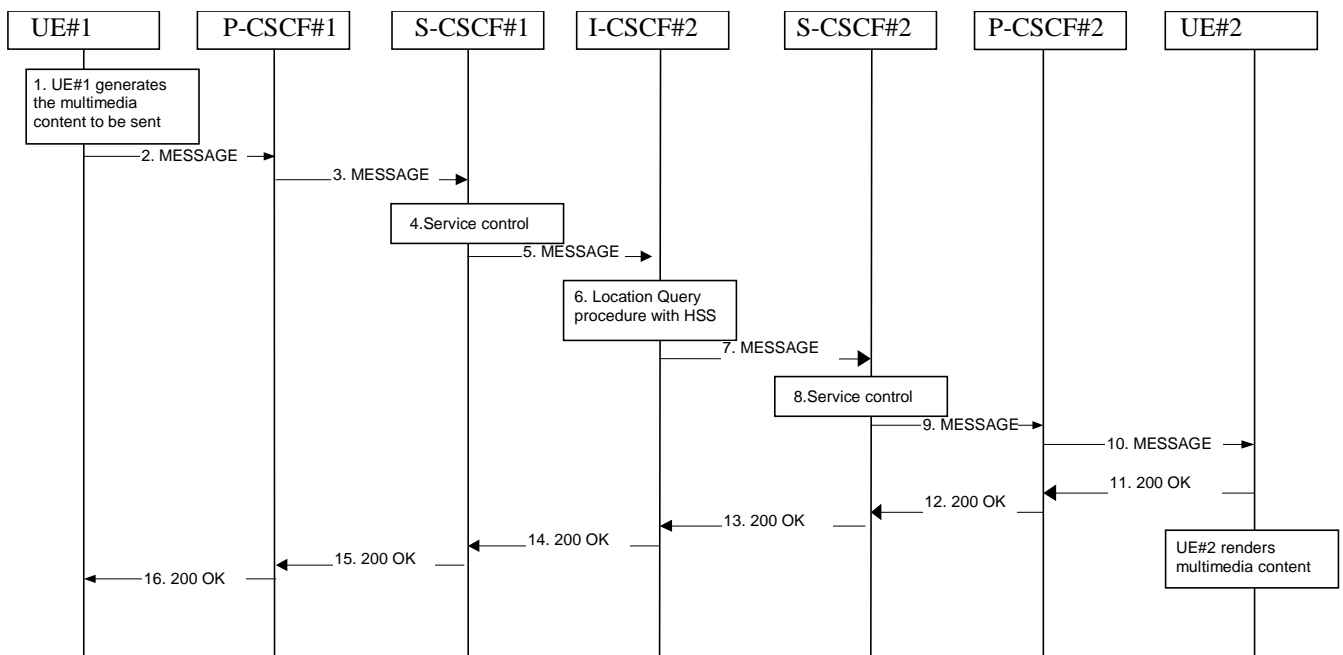 UE#1
P-CSCF#1
S-CSCF#1
I-CSCF#2
S-CSCF#2
P-CSCF#2
UE#2
1. UE#1 generates
the multimedia
content to be sent
2. MESSAGE
3. MESSAGE
4.Service control
5. MESSAGE
6. Location Query
procedure with HSS
7. MESSAGE
8.Service control
9. MESSAGE
10. MESSAGE
11. 200 OK
12. 200 OK
13. 200 OK
14. 200 OK
15. 200 OK
16. 200 OK
UE#2 renders
multimedia content